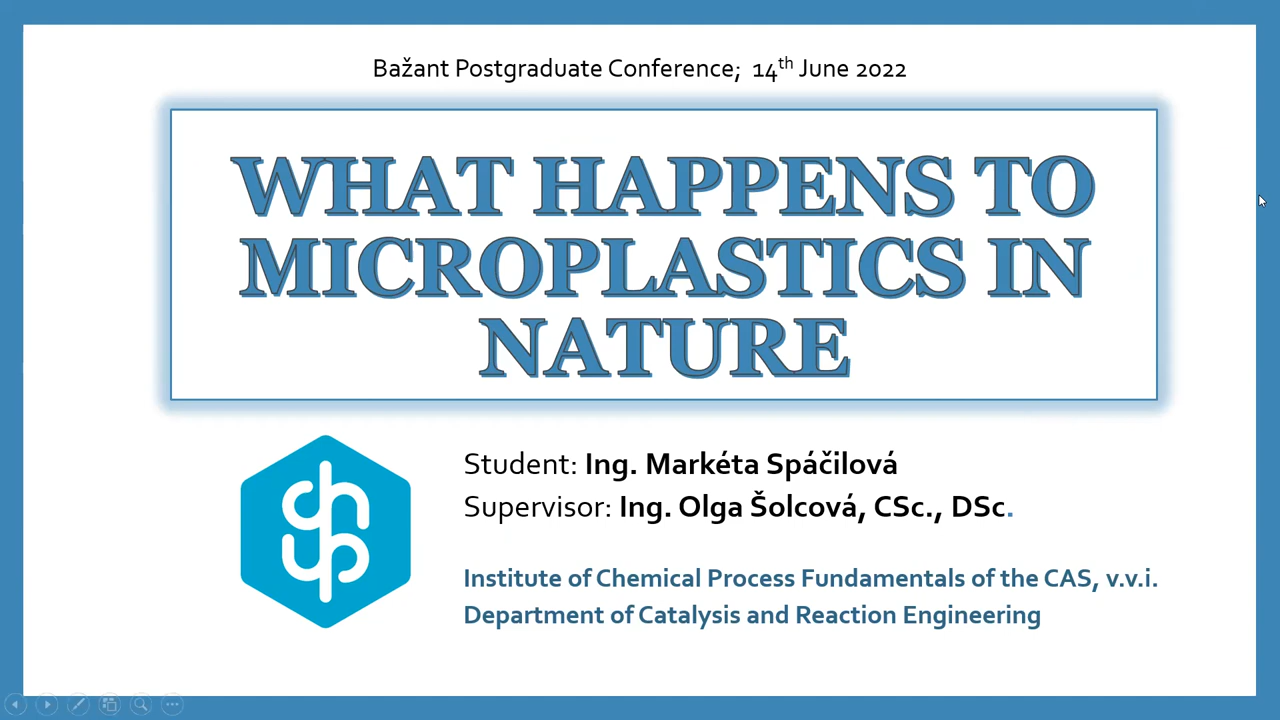 Bažant Postgraduate Conference; 14th June 2022
WHAT HAPPENS TO
MICROPLASTICS IN
NATURE
Student: Ing. Markéta Spáčilová
Supervisor: Ing. Olga Šolcová, CSc., DSc.
Institute of Chemical Process Fundamentals of the CAS, v.v.i.
Department of Catalysis and Reaction Engineering